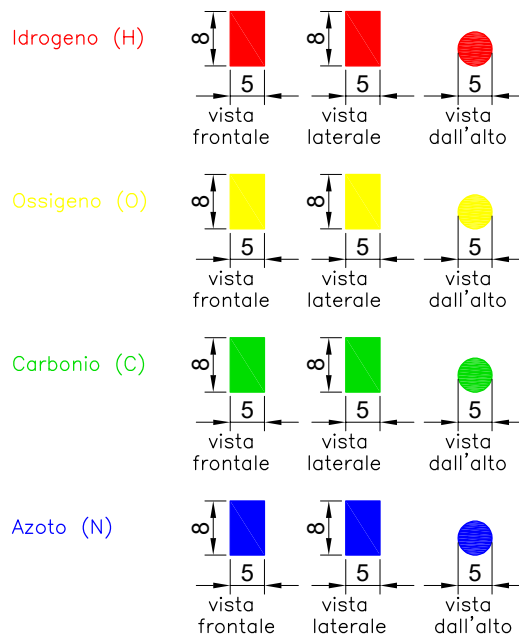 Idrogeno (H)
8 8
5 5 5
vista vista vista
frontale laterale dall'alto
Ossigeno (O)
8 8
5 5 5
vista vista vista
frontale laterale dall'alto
Carbonio (C)
8 8
5 5 5
vista vista vista
frontale laterale dall'alto
Azoto (N)
8 8
5 5 5
vista vista vista
frontale laterale dall'alto